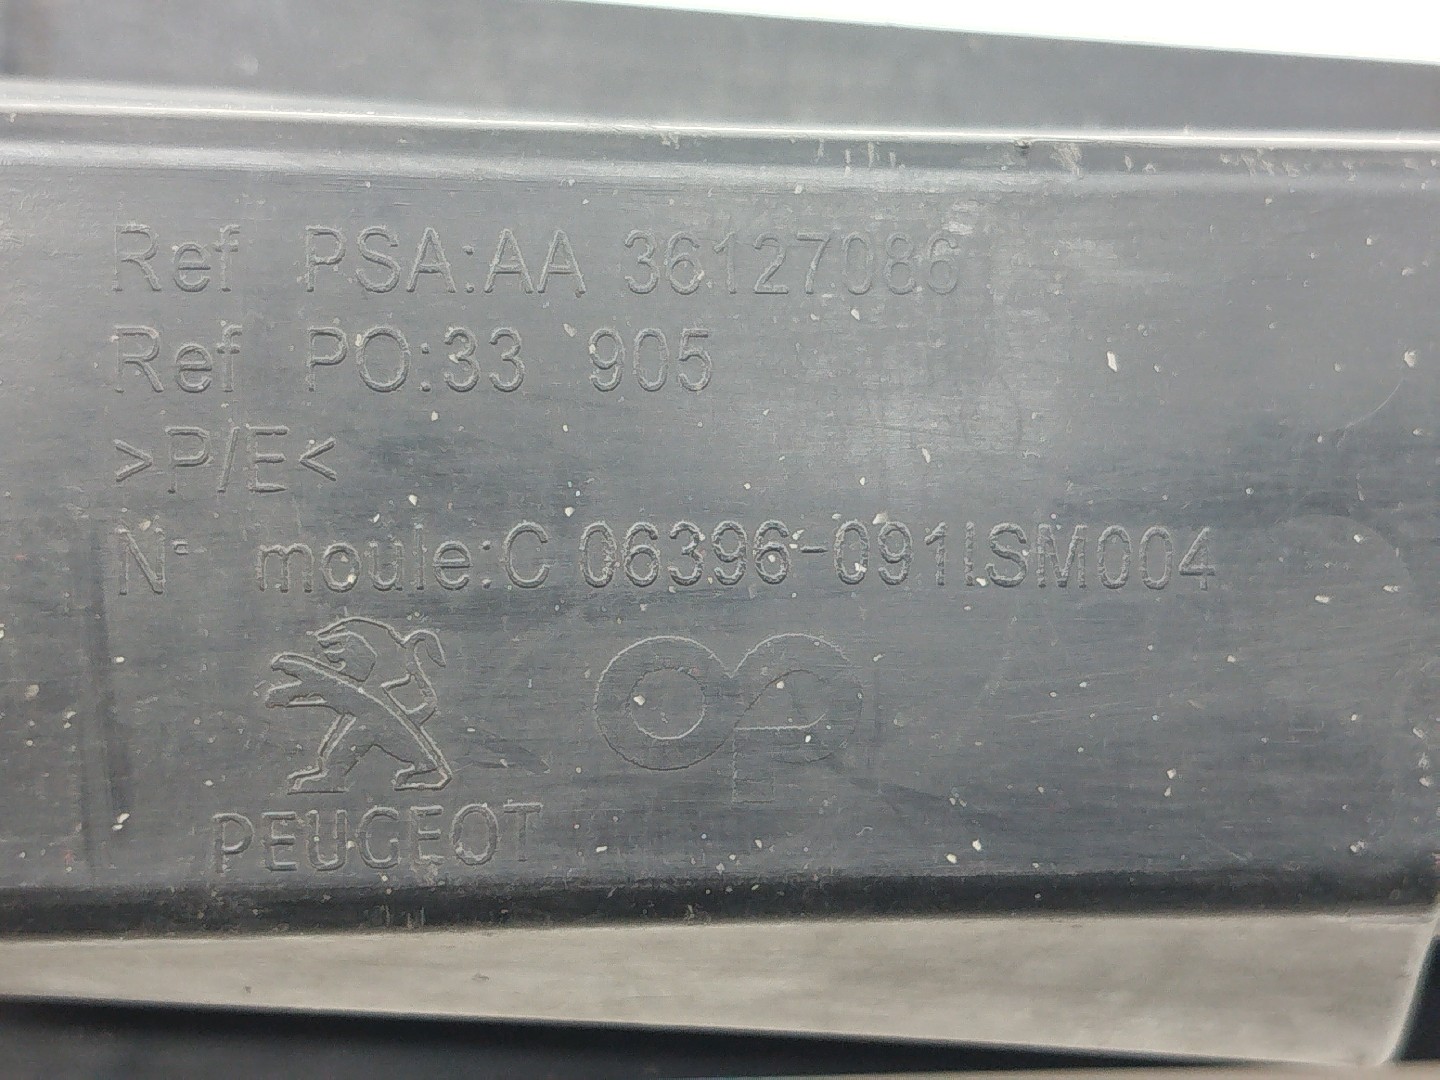 Ref PSA:AA 36127086
Ref PO:33 905
>P/E<
N° moule:C 06396-091ISM004
PEUGEOT